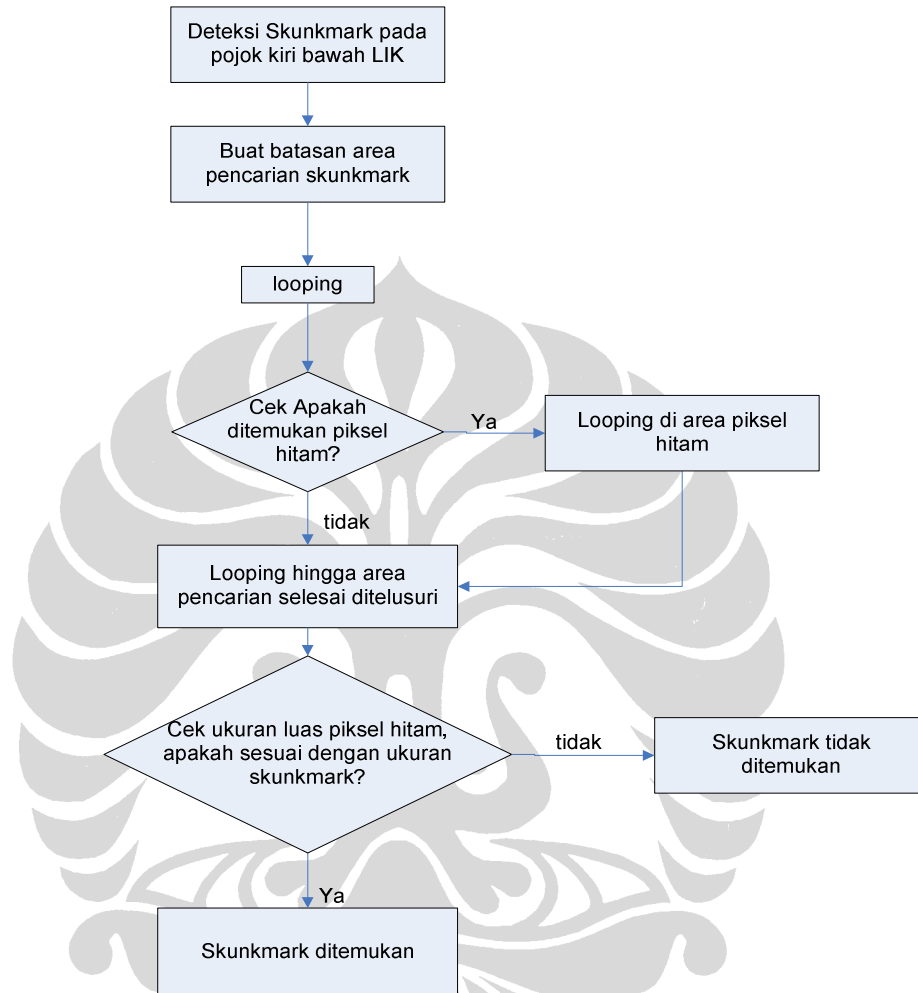 Deteksi Skunkmark pada
pojok kiri bawah LIK
Buat batasan area
pencarian skunkmark
looping
Cek Apakah
ditemukan piksel
hitam?
Ya
Looping di area piksel
hitam
tidak
Looping hingga area
pencarian selesai ditelusuri
Cek ukuran luas piksel hitam,
apakah sesuai dengan ukuran
skunkmark?
tidak
Skunkmark tidak
ditemukan
Ya
Skunkmark ditemukan